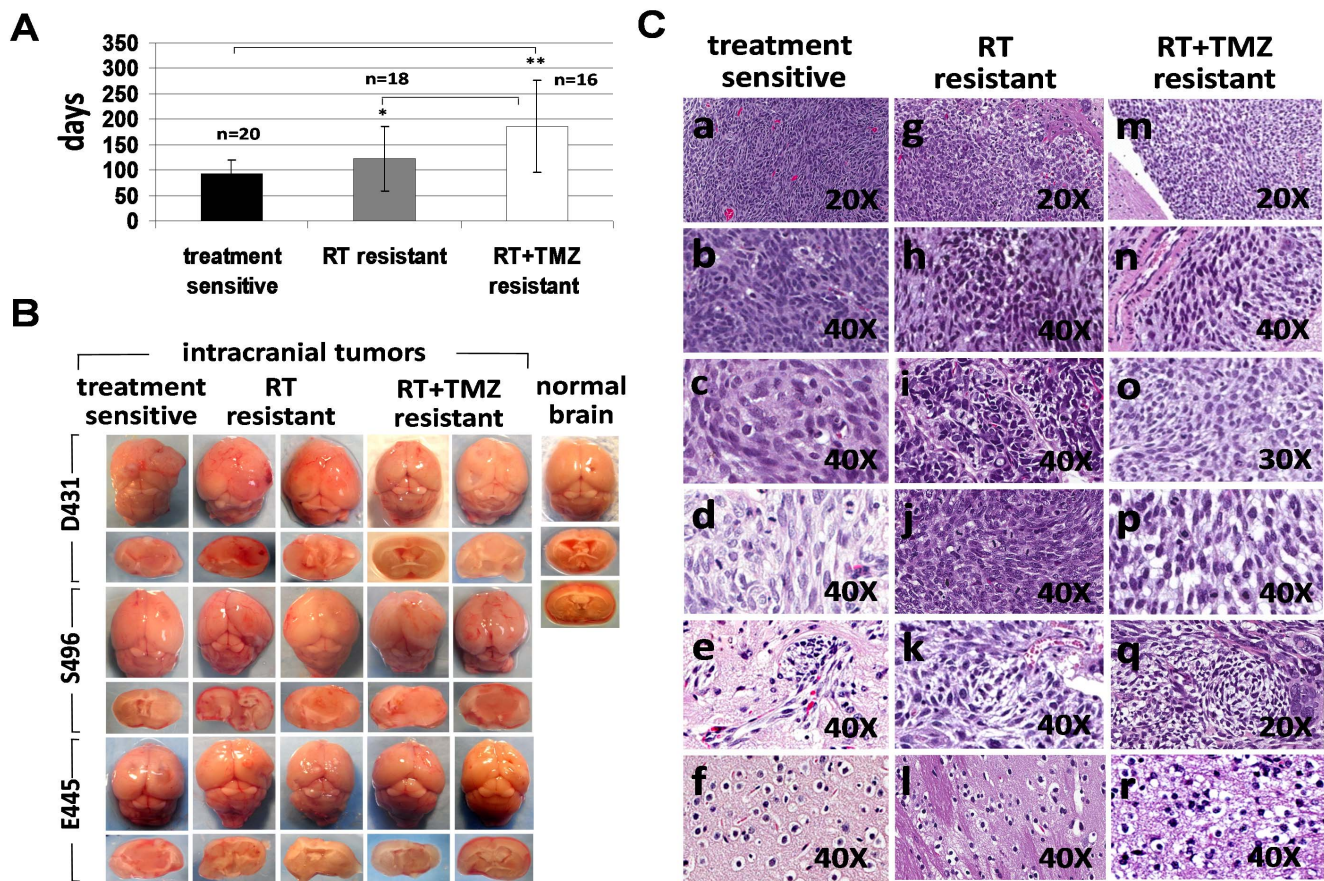 A
350
300
250
200
150
100
50
0
days
n=20
n=18
n=16
*
**
treatment
sensitive
RT resistant
RT+TMZ
resistant
B
intracranial tumors
treatment
sensitive
RT
resistant
RT+TMZ
resistant
normal
brain
D431
S496
E445
C
treatment
sensitive
RT
resistant
RT+TMZ
resistant
a
20X
g
20X
m
20X
b
40X
h
40X
n
40X
c
40X
i
40X
o
30X
d
40X
j
40X
p
40X
e
40X
k
40X
q
20X
f
40X
l
40X
r
40X